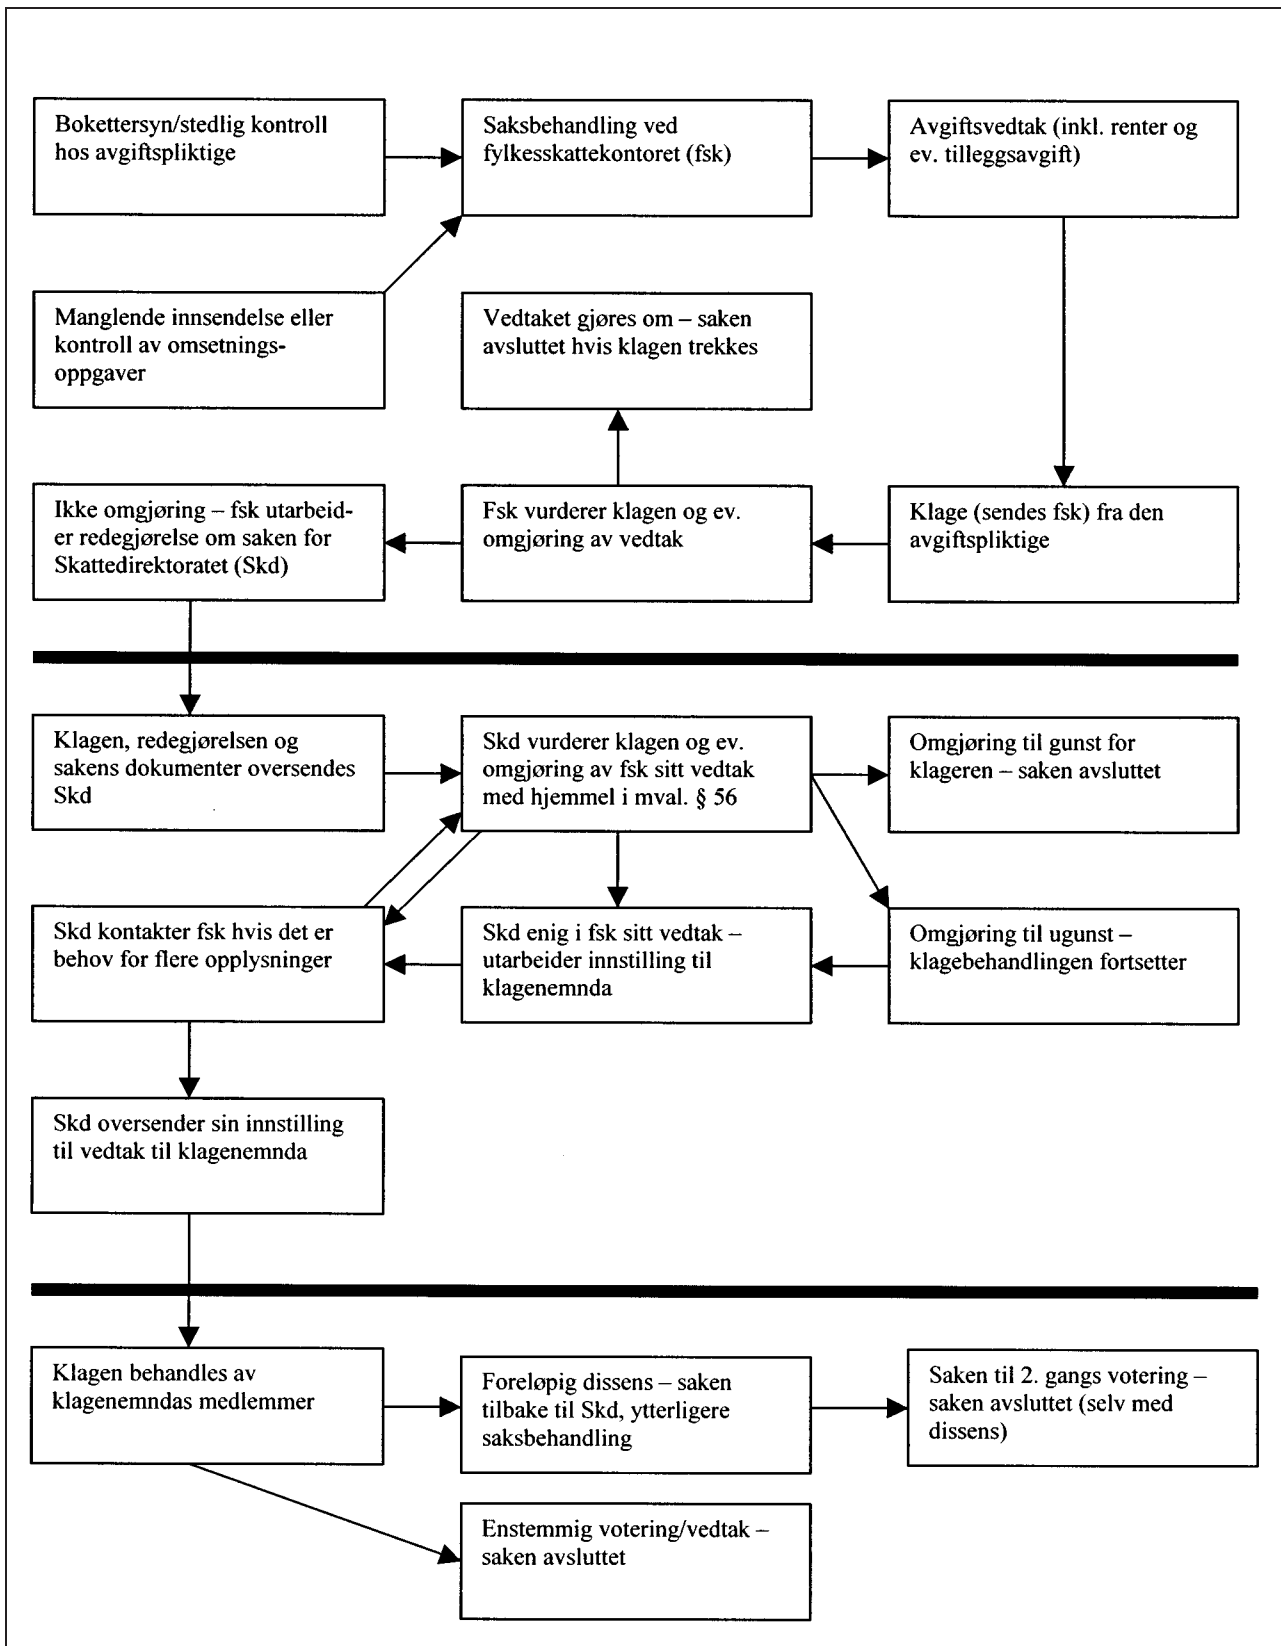 Bokettersyn/stedlig kontroll
hos avgiftspliktige
Saksbehandling ved
fylkesskattekontoret (fsk)
Avgiftsvedtak (inkl. renter og
ev. tilleggsavgift)
Manglende innsendelse eller
kontroll av omsetnings-
oppgaver
Vedtaket gjøres om – saken
avsluttet hvis klagen trekkes
Ikke omgjøring – fsk utarbeid-
er redegjørelse om saken for
Skattedirektoratet (Skd)
Fsk vurderer klagen og ev.
omgjøring av vedtak
Klage (sendes fsk) fra den
avgiftspliktige
Klagen, redegjørelsen og
sakens dokumenter oversendes
Skd
Skd vurderer klagen og ev.
omgjøring av fsk sitt vedtak
med hjemmel i mval. § 56
Omgjøring til gunst for
klageren – saken avsluttet
Skd kontakter fsk hvis det er
behov for flere opplysninger
Skd enig i fsk sitt vedtak –
utarbeider innstilling til
klagenemnda
Omgjøring til ugunst –
klagebehandlingen fortsetter
Skd oversender sin innstilling
til vedtak til klagenemnda
Klagen behandles av
klagenemndas medlemmer
Foreløpig dissens – saken
tilbake til Skd, ytterligere
saksbehandling
Saken til 2. gangs votering –
saken avsluttet (selv med
dissens)
Enstemmig votering/vedtak –
saken avsluttet